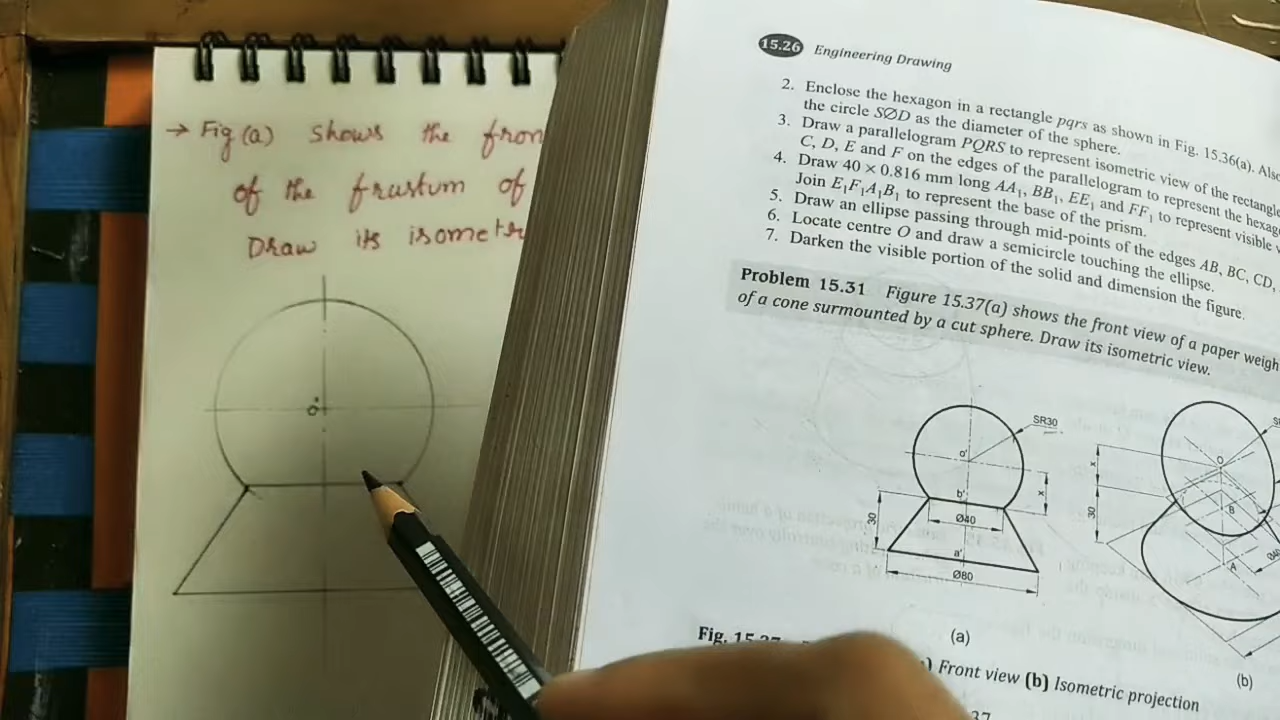 → Fig (a) shows the fron
of the frustum of
Draw its isometr
o'
15.26 Engineering Drawing
2. Enclose the hexagon in a rectangle pqrs as shown in Fig. 15.36(a). Also
the circle SØD as the diameter of the sphere.
3. Draw a parallelogram PQRS to represent isometric view of the rectangle
C, D, E and F on the edges of the parallelogram to represent the hexag
4. Draw 40 × 0.816 mm long AA₁, BB₁, EE₁ and FF₁ to represent visible v
Join E₁F₁A₁B₁ to represent the base of the prism.
5. Draw an ellipse passing through mid-points of the edges AB, BC, CD,
6. Locate centre O and draw a semicircle touching the ellipse.
7. Darken the visible portion of the solid and dimension the figure.
Problem 15.31 Figure 15.37(a) shows the front view of a paper weigh
of a cone surmounted by a cut sphere. Draw its isometric view.
SR30
o'
x
b'
Ø40
30
a'
Ø80
(a)
S
O
x
B
30
A
Ø40
(b)
Fig. 15.37
) Front view (b) Isometric projection
37